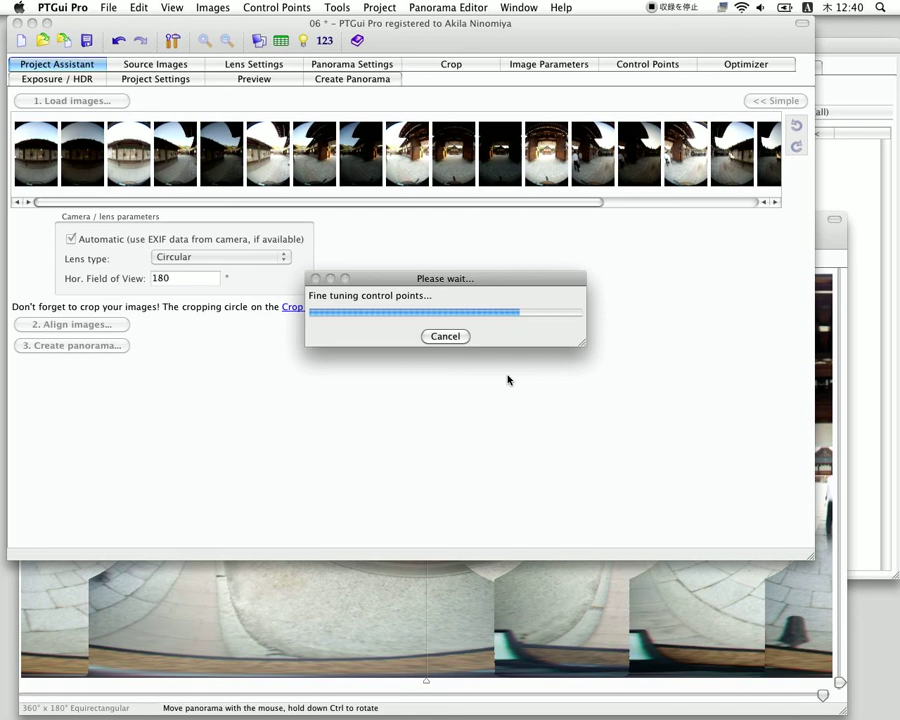 PTGui Pro File Edit View Images Control Points Tools Project Panorama Editor Window Help 収録を停止 A 木 12:40
06 * – PTGui Pro registered to Akila Ninomiya
123
Project Assistant Source Images Lens Settings Panorama Settings Crop Image Parameters Control Points Optimizer
Exposure / HDR Project Settings Preview Create Panorama
1. Load images... << Simple
all)
Camera / lens parameters
Automatic (use EXIF data from camera, if available)
Lens type: Circular
Hor. Field of View: 180 °
Don't forget to crop your images! The cropping circle on the Crop
2. Align images...
3. Create panorama...
Please wait...
Fine tuning control points...
Cancel
360° x 180° Equirectangular Move panorama with the mouse, hold down Ctrl to rotate